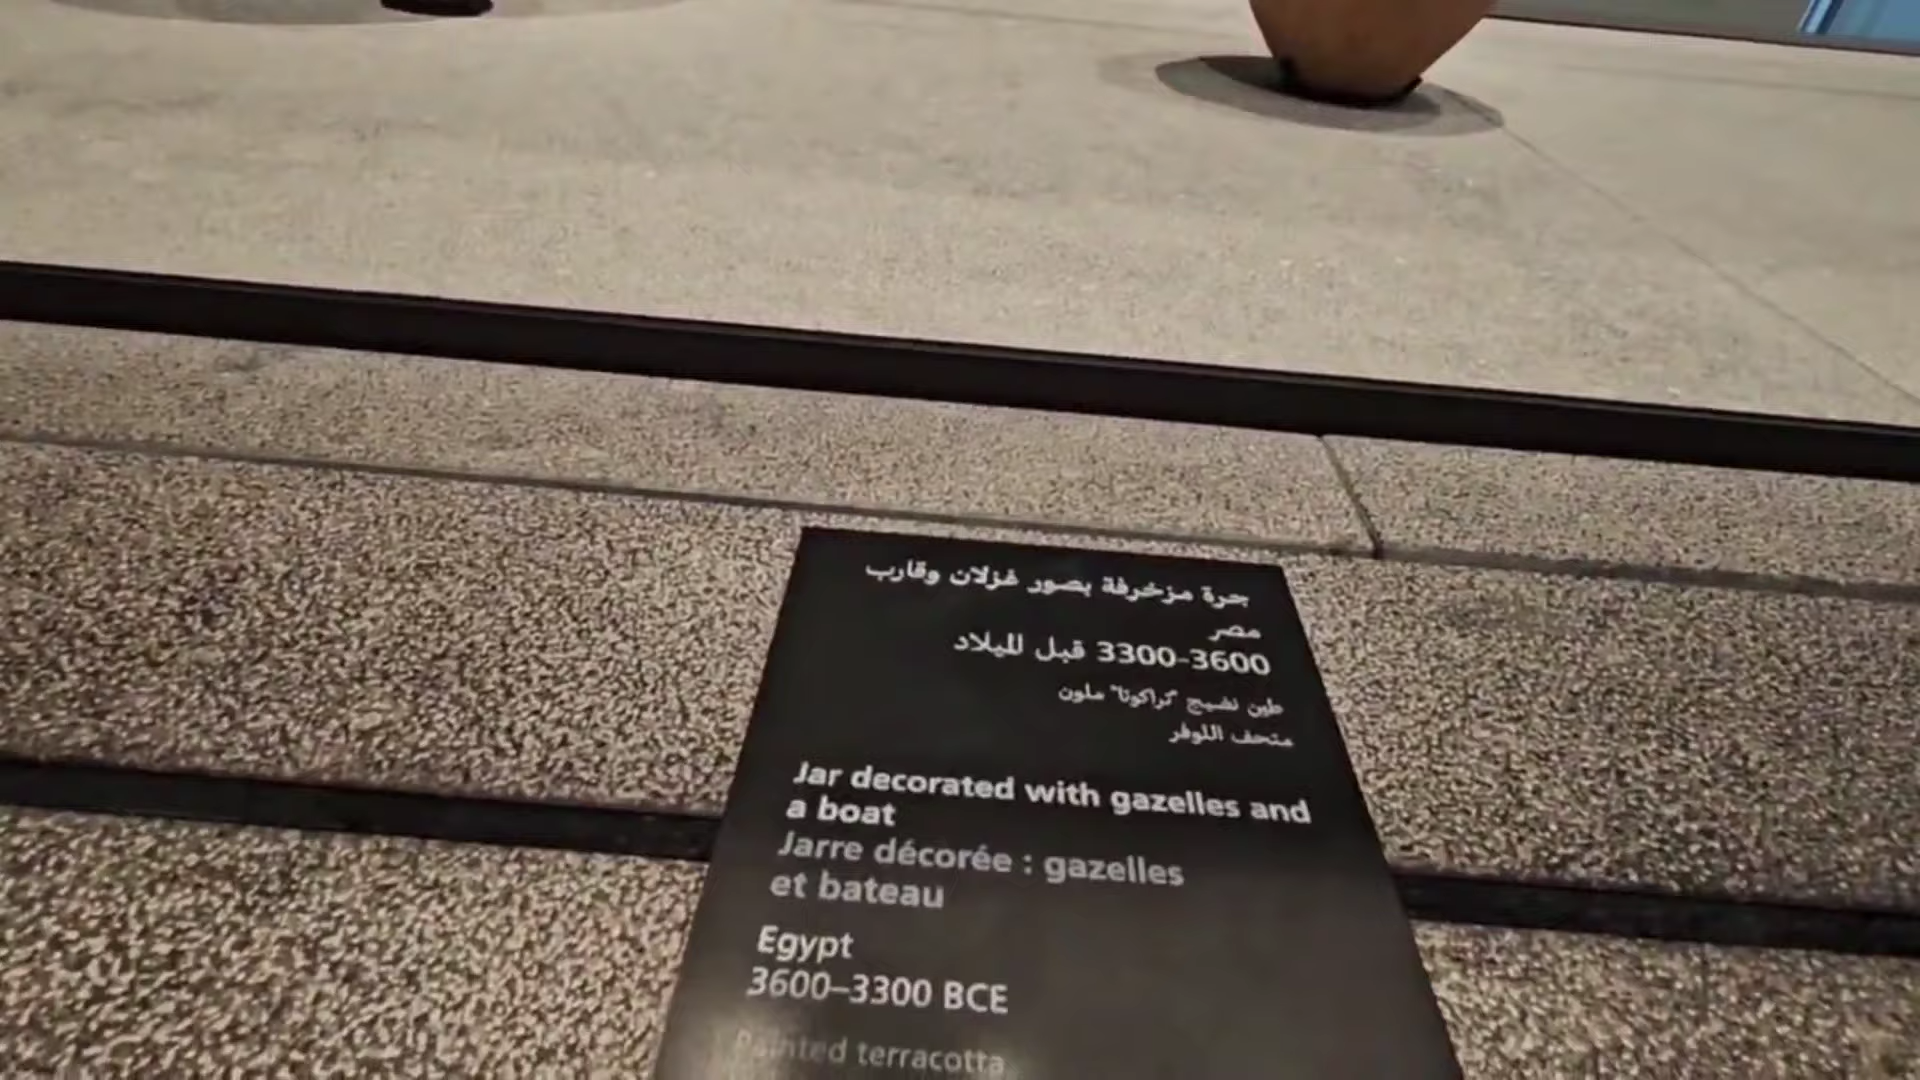 جرة مزخرفة بصور غزلان وقارب
مصر
3300-3600 قبل الميلاد
طين نضيج "تراكوتا" ملون
متحف اللوفر
Jar decorated with gazelles and
a boat
Jarre décorée : gazelles
et bateau
Egypt
3600–3300 BCE
Painted terracotta